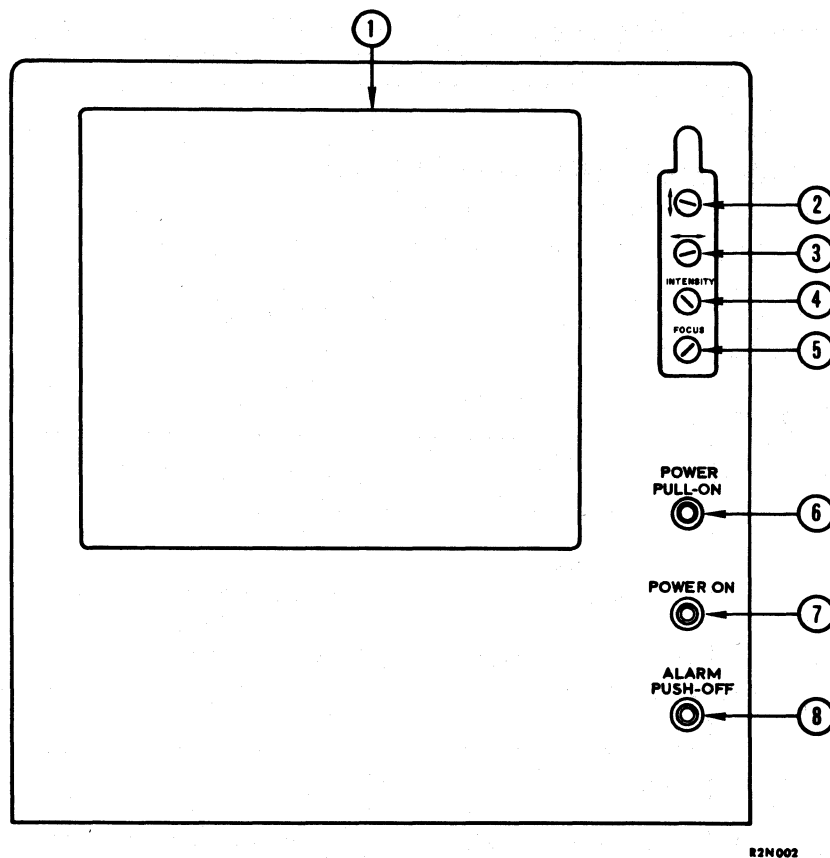 1
2
3
INTENSITY
4
FOCUS
5
POWER
PULL-ON
6
POWER ON
7
ALARM
PUSH-OFF
8
R2N002